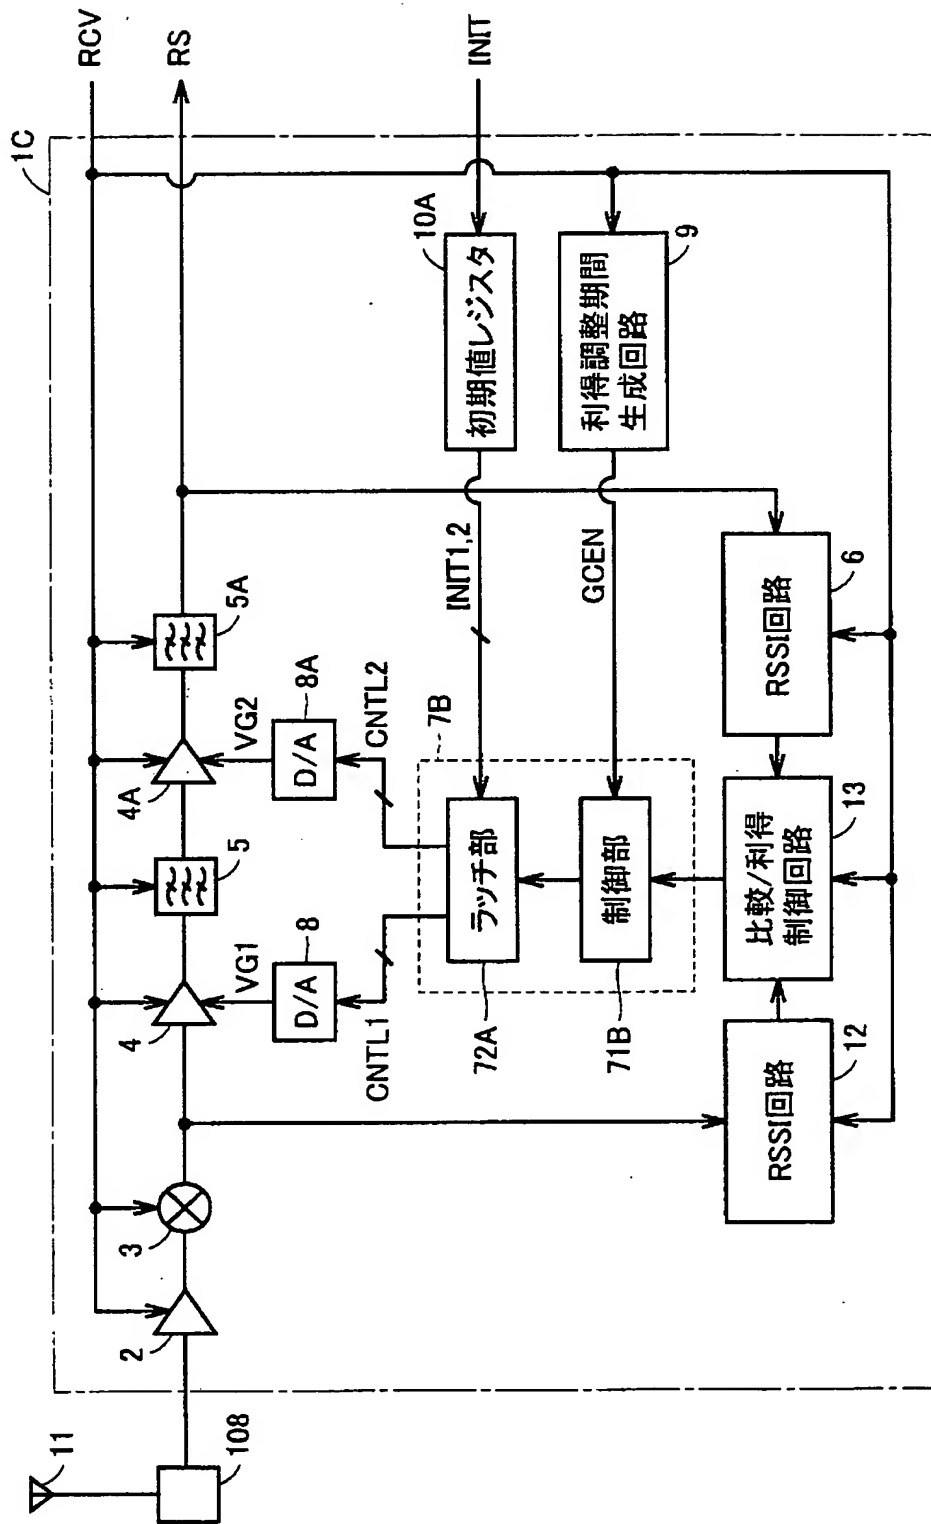 11
108
1C
RCV
RS
INIT
2
3
4
5
4A
5A
VG1
VG2
8
D/A
8A
D/A
CNTL1
CNTL2
7B
72A
ラッチ部
71B
制御部
INIT1,2
GCEN
10A
初期値レジスタ
9
利得調整期間
生成回路
12
RSSI回路
13
比較/利得
制御回路
6
RSSI回路